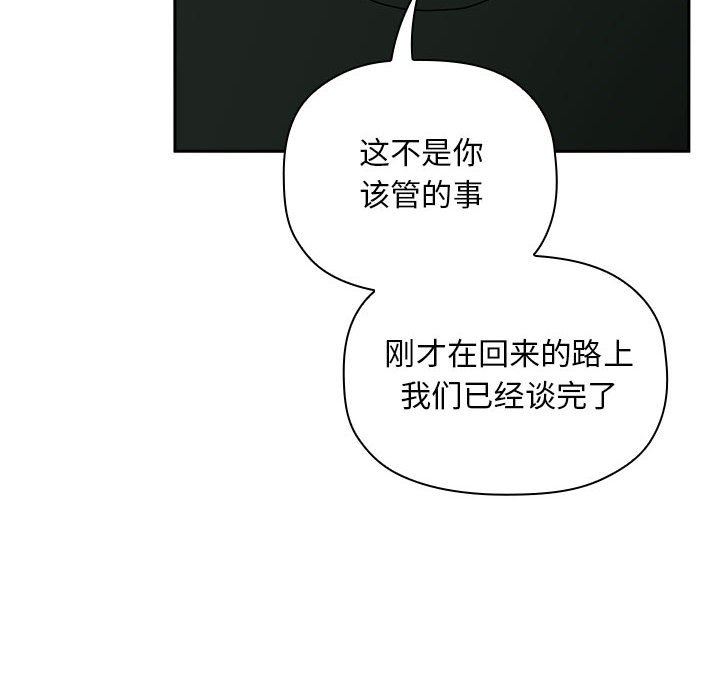 这不是你
该管的事
刚才在回来的路上
我们已经谈完了